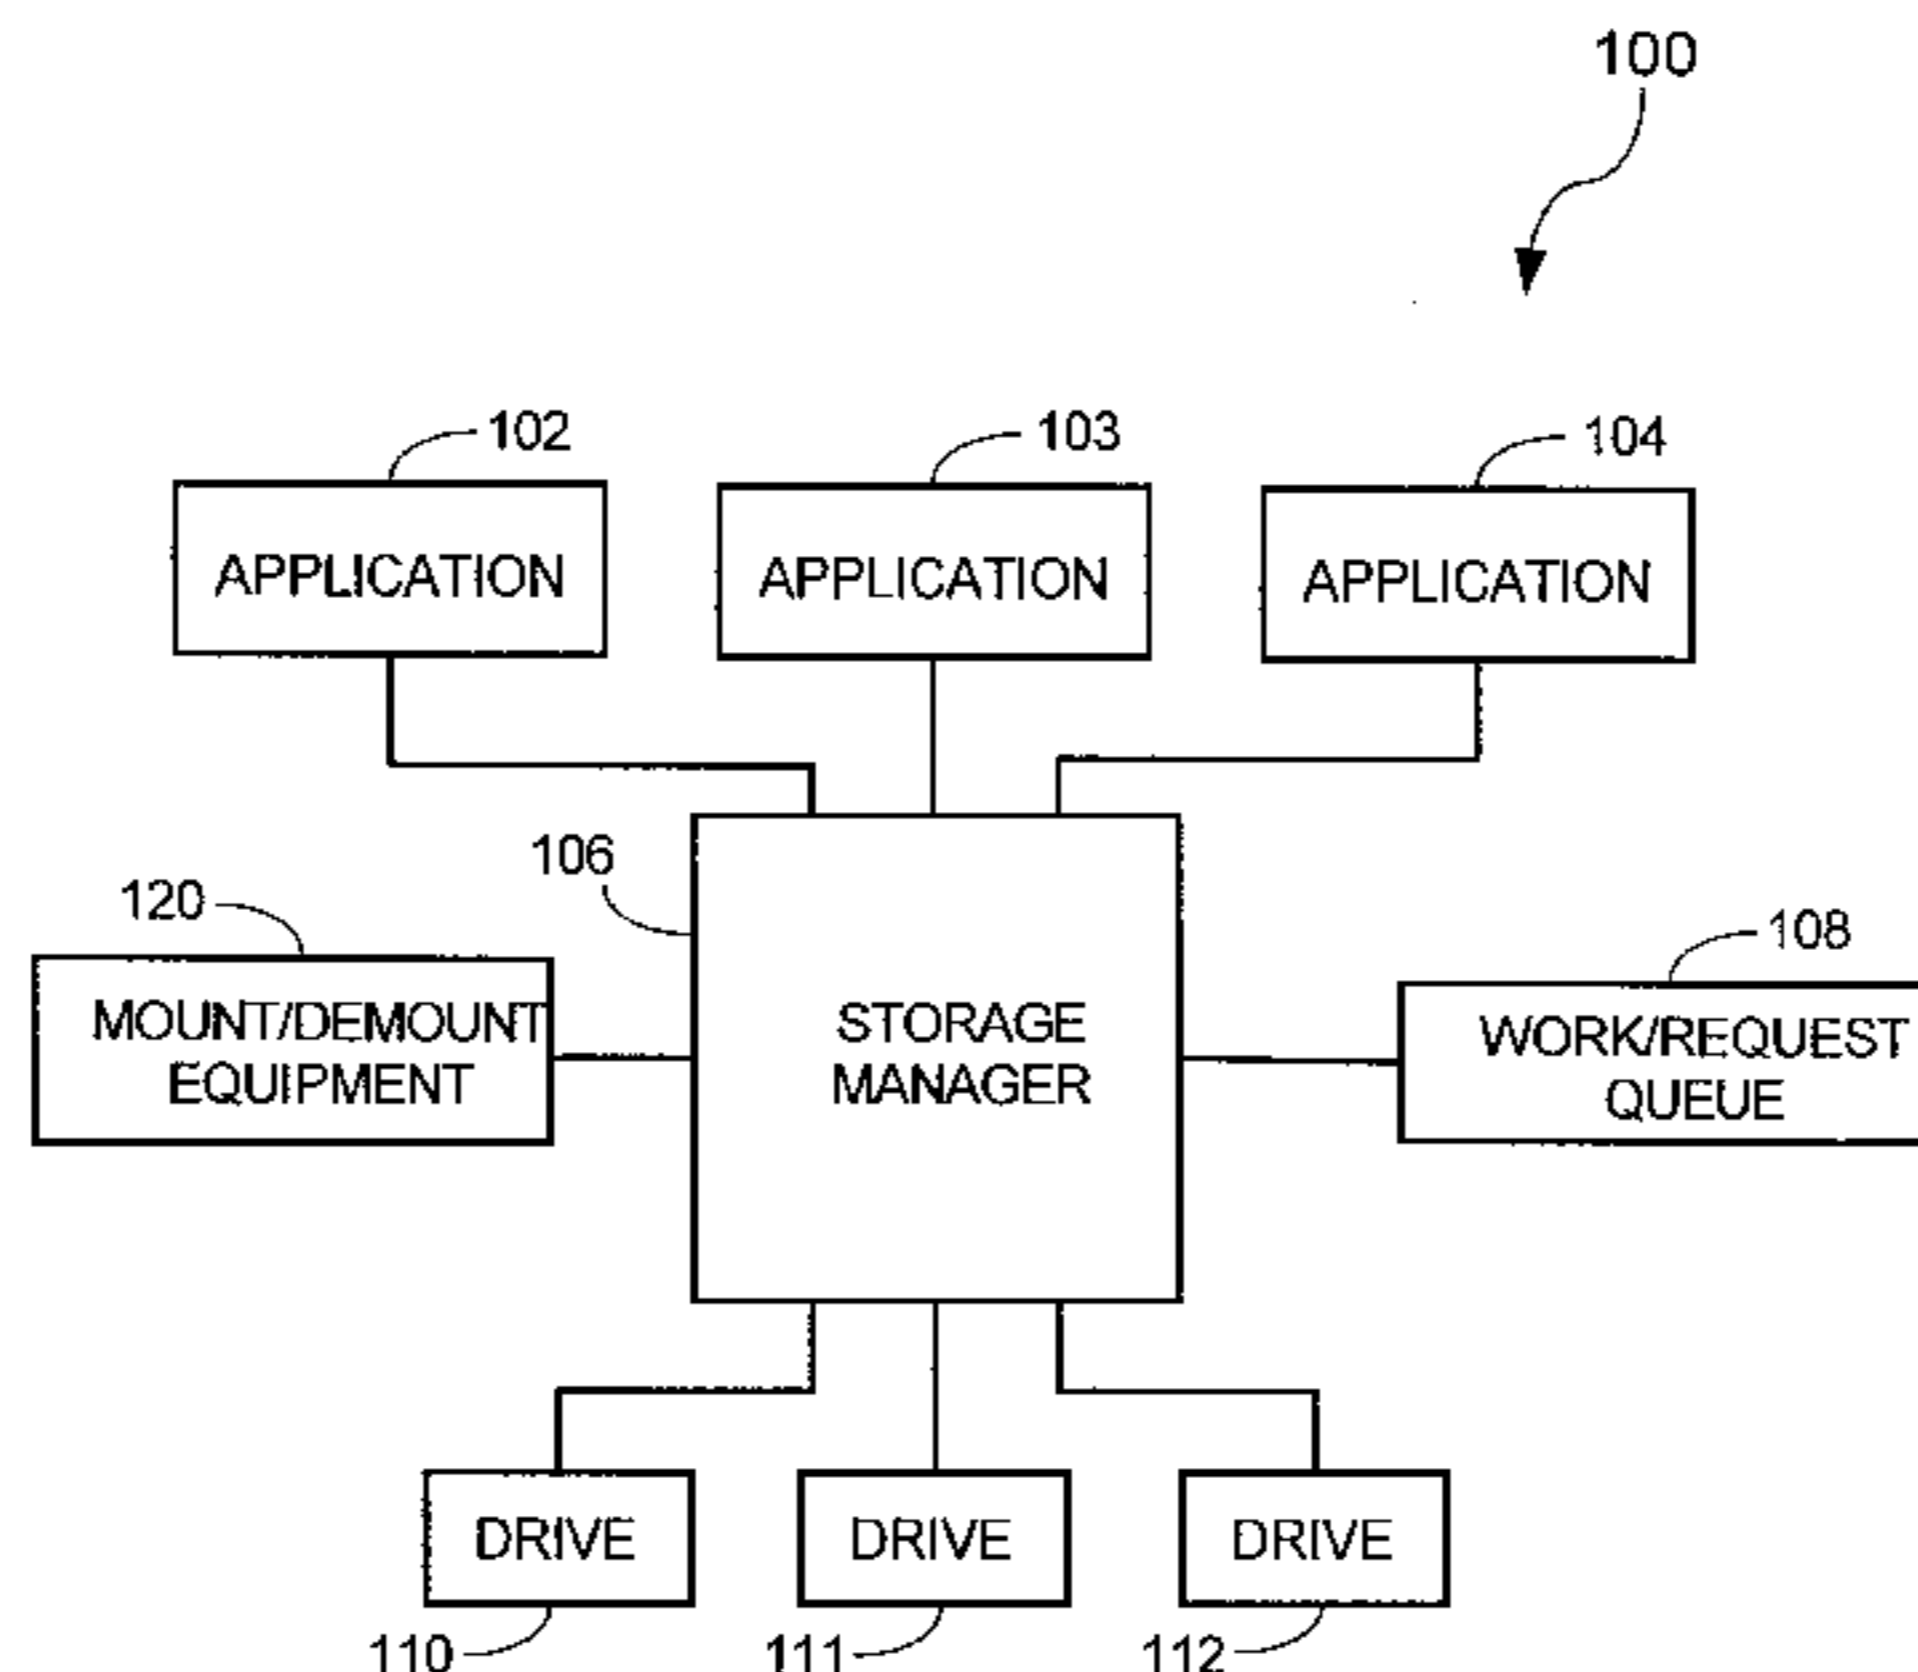 100
102
103
104
APPLICATION
APPLICATION
APPLICATION
106
120
108
MOUNT/DEMOUNT
EQUIPMENT
STORAGE
MANAGER
WORK/REQUEST
QUEUE
DRIVE
DRIVE
DRIVE
110
111
112